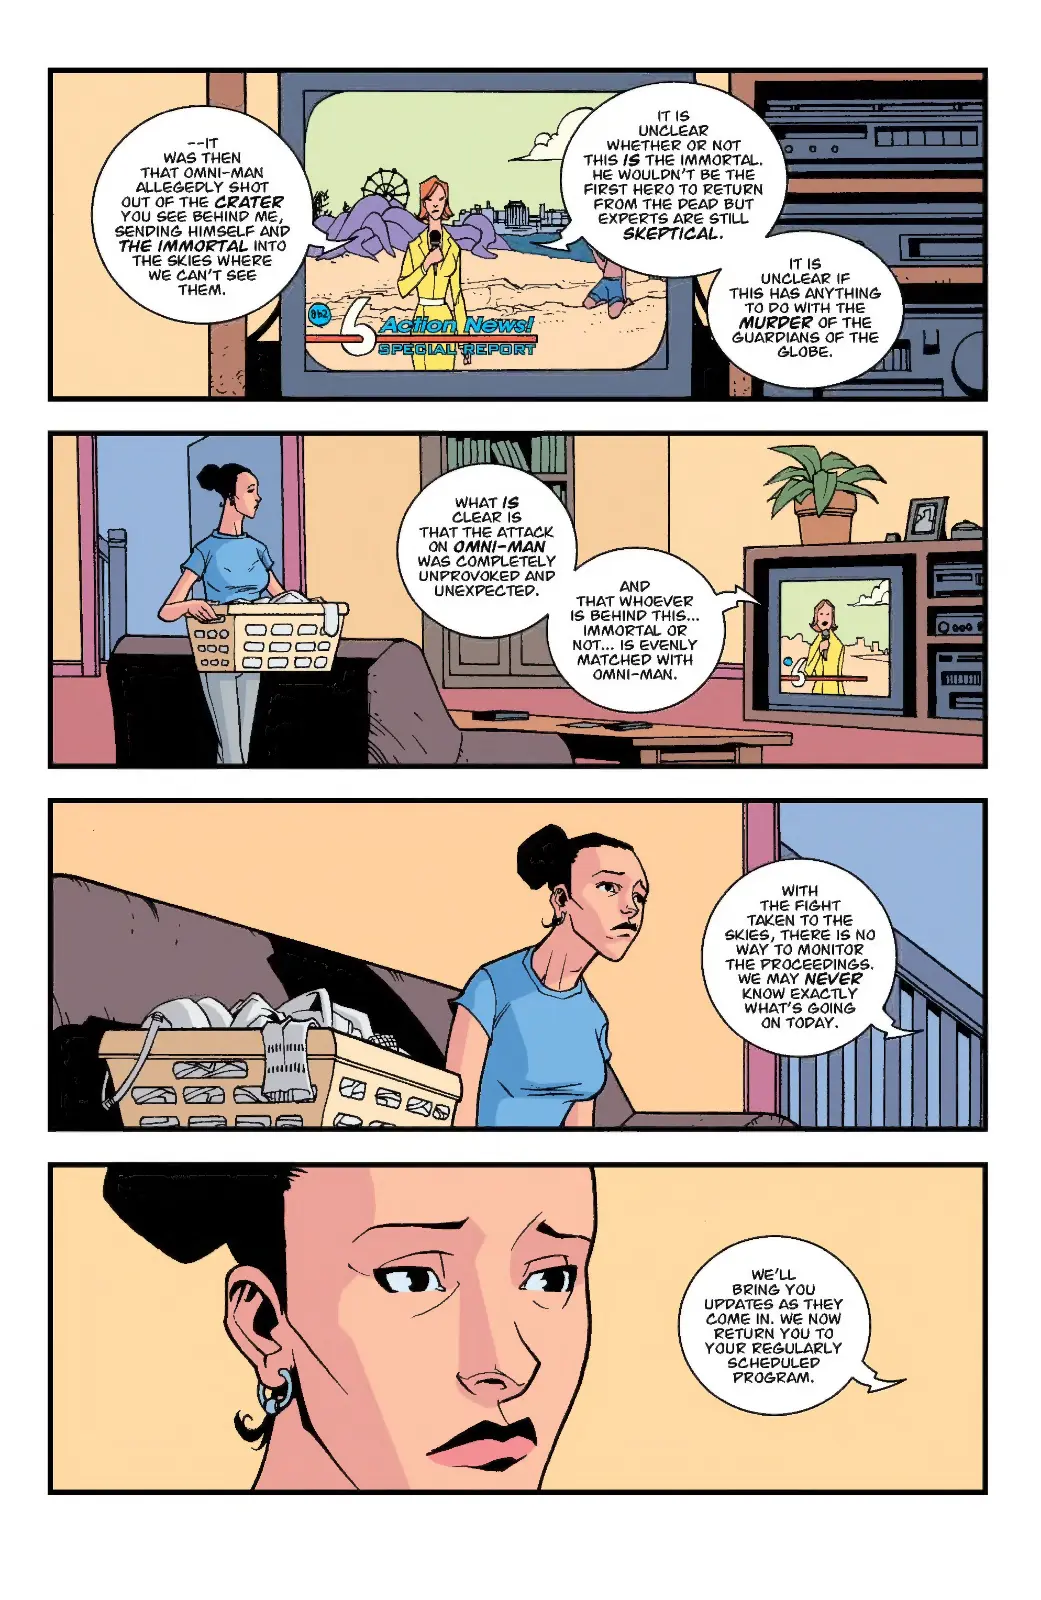 --IT
WAS THEN
THAT OMNI-MAN
ALLEGEDLY SHOT
OUT OF THE CRATER
YOU SEE BEHIND ME,
SENDING HIMSELF AND
THE IMMORTAL INTO
THE SKIES WHERE
WE CAN'T SEE
THEM.
IT IS
UNCLEAR
WHETHER OR NOT
THIS IS THE IMMORTAL.
HE WOULDN'T BE THE
FIRST HERO TO RETURN
FROM THE DEAD BUT
EXPERTS ARE STILL
SKEPTICAL.
IT IS
UNCLEAR IF
THIS HAS ANYTHING
TO DO WITH THE
MURDER OF THE
GUARDIANS OF THE
GLOBE.
6
Action News!
SPECIAL REPORT
WHAT IS
CLEAR IS
THAT THE ATTACK
ON OMNI-MAN
WAS COMPLETELY
UNPROVOKED AND
UNEXPECTED.
AND
THAT WHOEVER
IS BEHIND THIS...
IMMORTAL OR
NOT... IS EVENLY
MATCHED WITH
OMNI-MAN.
6
WITH
THE FIGHT
TAKEN TO THE
SKIES, THERE IS NO
WAY TO MONITOR
THE PROCEEDINGS.
WE MAY NEVER
KNOW EXACTLY
WHAT'S GOING
ON TODAY.
WE'LL
BRING YOU
UPDATES AS THEY
COME IN. WE NOW
RETURN YOU TO
YOUR REGULARLY
SCHEDULED
PROGRAM.